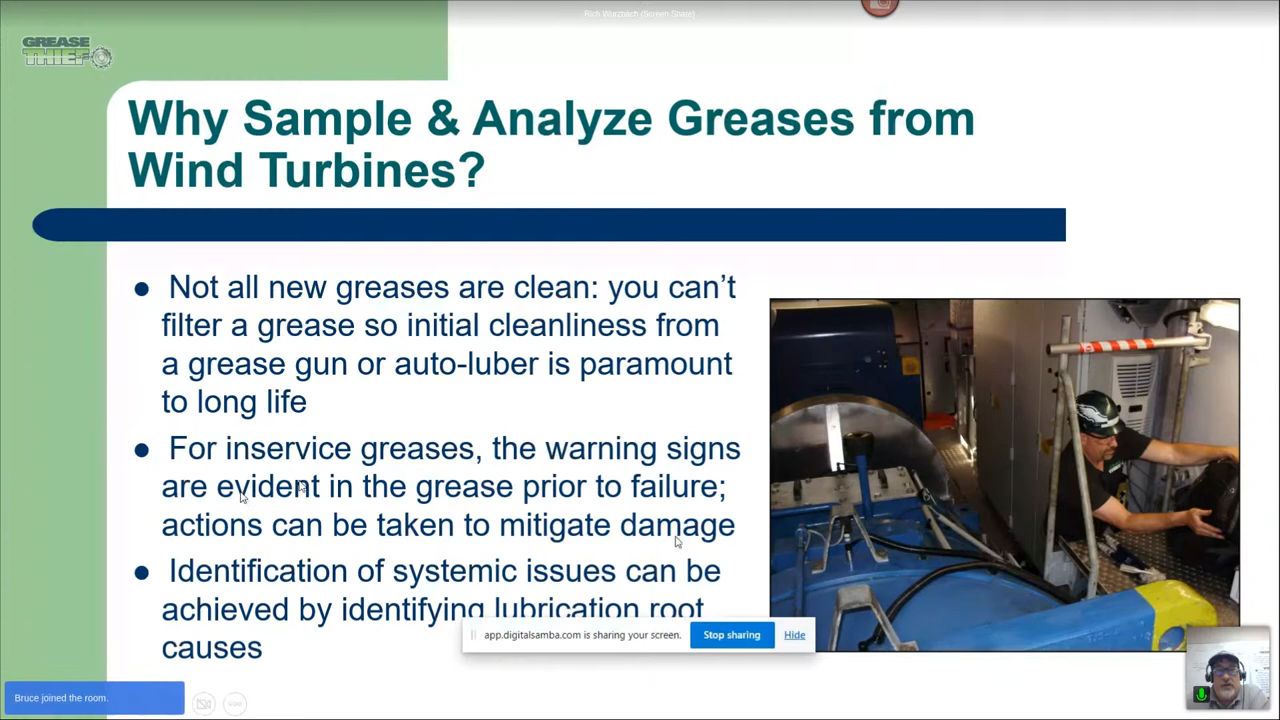 Rich Wurzbach (Screen Share)
GREASE
THIEF
Why Sample & Analyze Greases from
Wind Turbines?
● Not all new greases are clean: you can’t
filter a grease so initial cleanliness from
a grease gun or auto-luber is paramount
to long life
● For inservice greases, the warning signs
are evident in the grease prior to failure;
actions can be taken to mitigate damage
● Identification of systemic issues can be
achieved by identifying lubrication root
causes
app.digitalsamba.com is sharing your screen.
Stop sharing
Hide
Bruce joined the room.